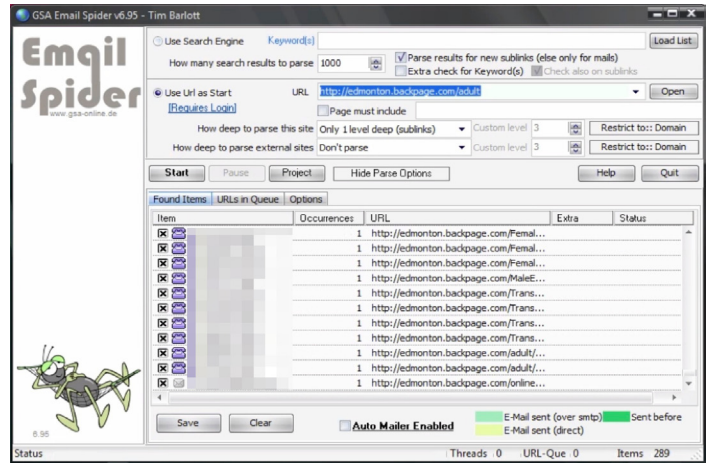 GSA Email Spider v6.95 - Tim Barlott
Email Spider
www.gsa-online.de
Use Search Engine Keyword[s] Load List
How many search results to parse 1000 Parse results for new sublinks (else only for mails)
Extra check for Keyword(s) Check also on sublinks
Use Url as Start URL http://edmonton.backpage.com/adult Open
[Requires Login] Page must include
How deep to parse this site Only 1 level deep (sublinks) Custom level 3 Restrict to:: Domain
How deep to parse external sites Don't parse Custom level 3 Restrict to:: Domain
Start Pause Project Hide Parse Options Help Quit
Found Items URLs in Queue Options
Item Occurrences URL Extra Status
1 http://edmonton.backpage.com/Femal...
1 http://edmonton.backpage.com/Femal...
1 http://edmonton.backpage.com/Femal...
1 http://edmonton.backpage.com/MaleE...
1 http://edmonton.backpage.com/Trans...
1 http://edmonton.backpage.com/Trans...
1 http://edmonton.backpage.com/Trans...
1 http://edmonton.backpage.com/Trans...
1 http://edmonton.backpage.com/adult/...
1 http://edmonton.backpage.com/adult/...
1 http://edmonton.backpage.com/online...
Save Clear Auto Mailer Enabled E-Mail sent (over smtp) Sent before
E-Mail sent (direct)
6.95
Status Threads 0 URL-Que 0 Items 289